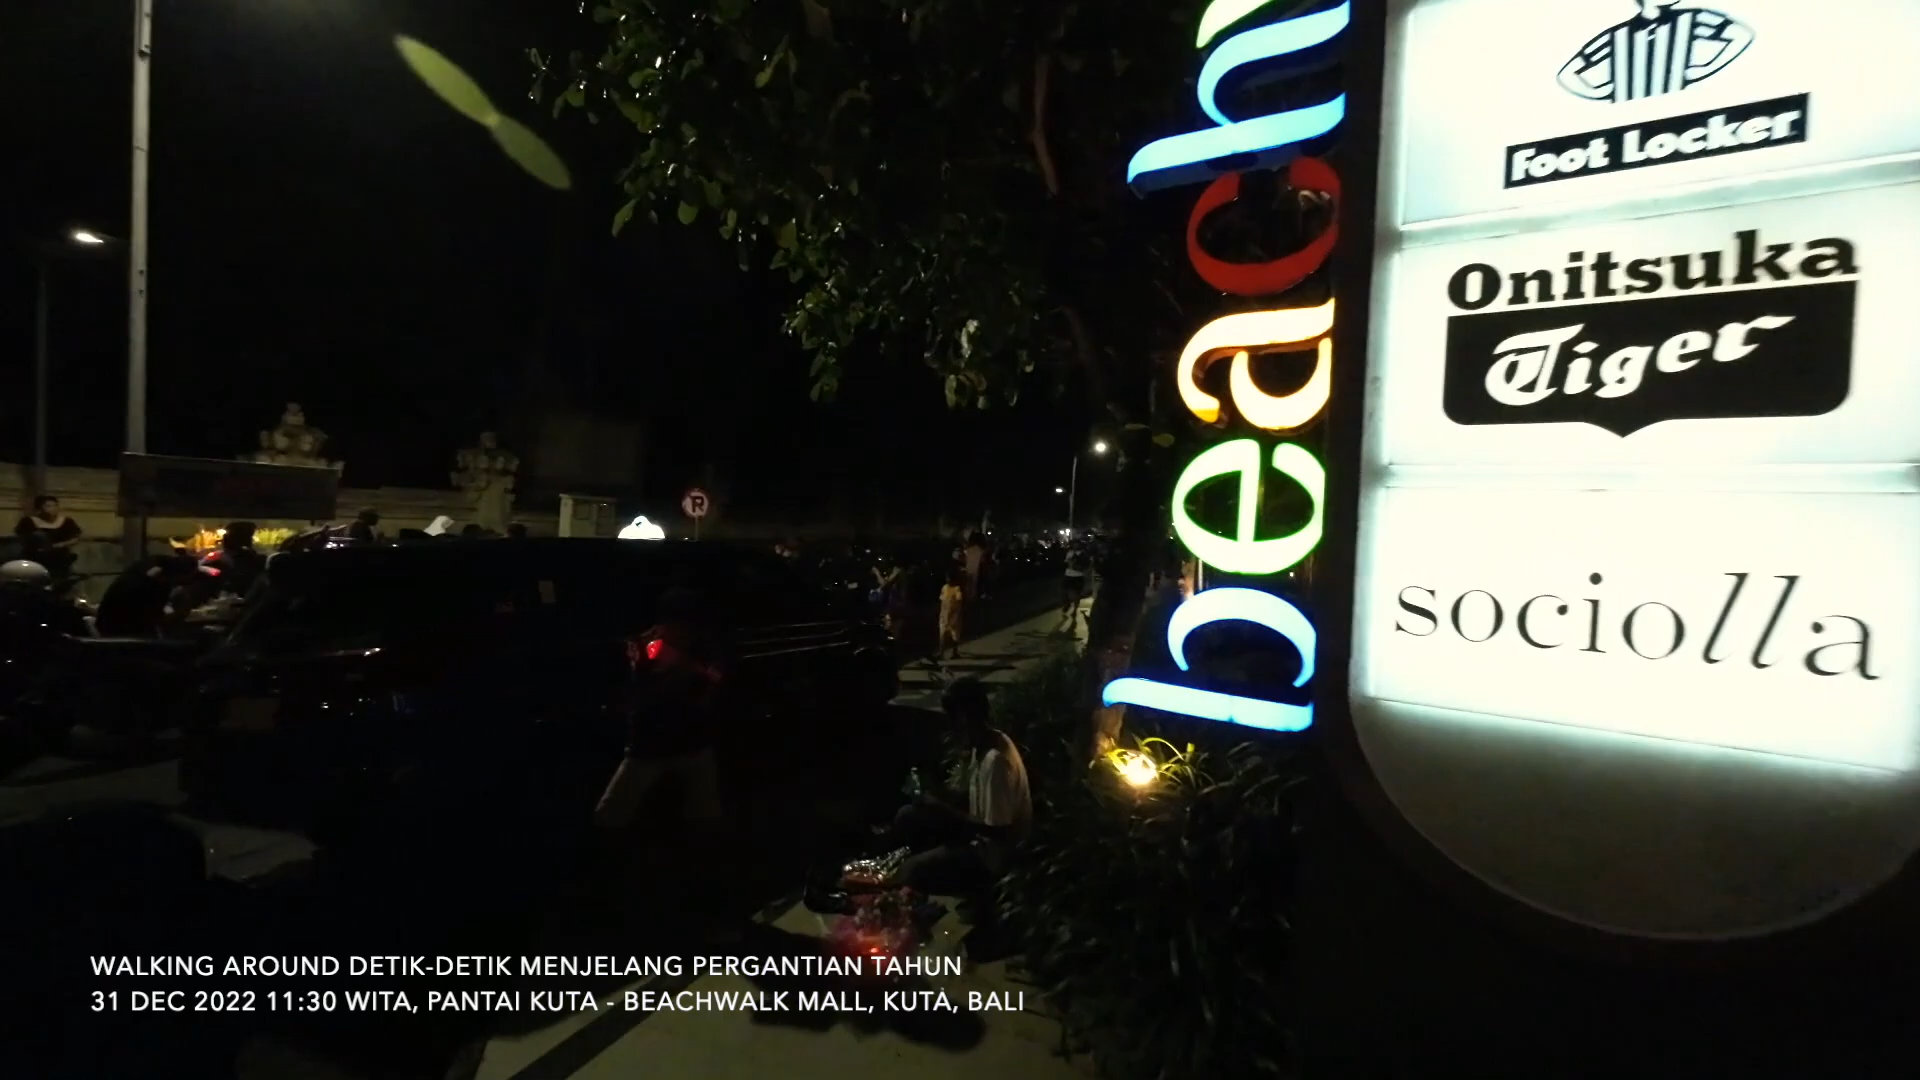 beach
Foot Locker
Onitsuka
Tiger
sociolla
P
WALKING AROUND DETIK-DETIK MENJELANG PERGANTIAN TAHUN
31 DEC 2022 11:30 WITA, PANTAI KUTA - BEACHWALK MALL, KUTA, BALI